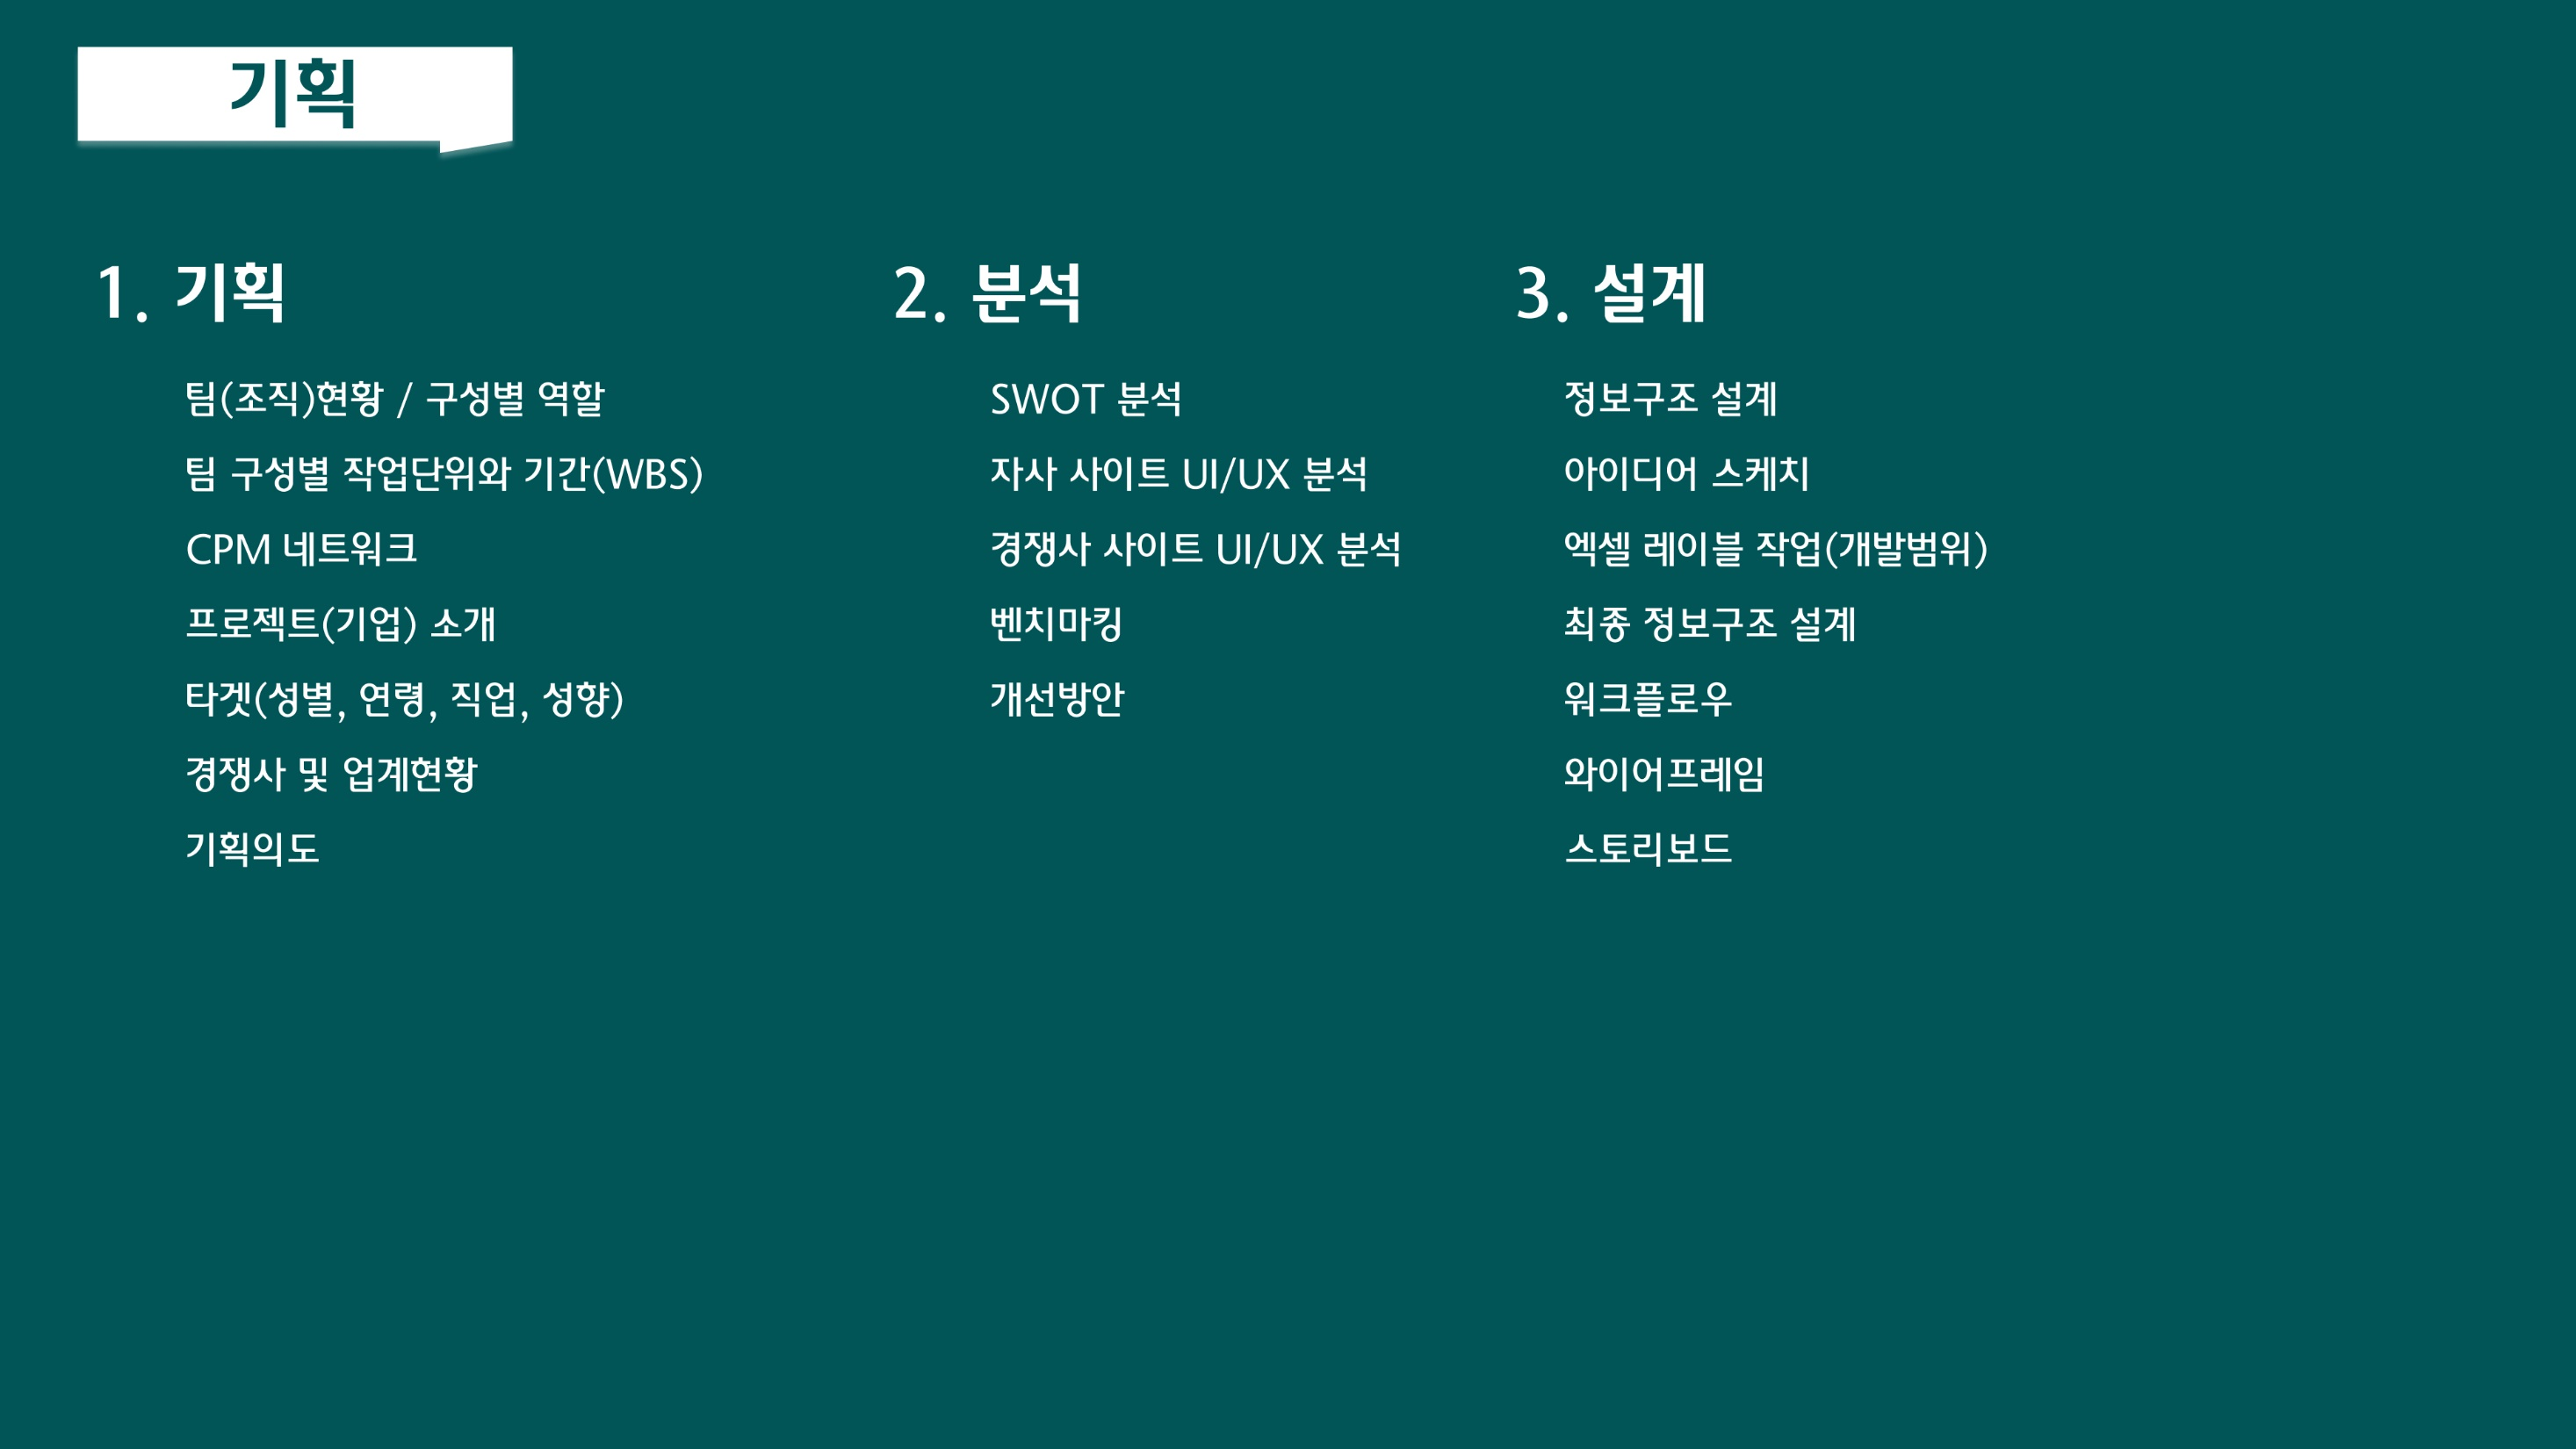 기획
1. 기획
팀(조직)현황 / 구성별 역할
팀 구성별 작업단위와 기간(WBS)
CPM 네트워크
프로젝트(기업) 소개
타겟(성별, 연령, 직업, 성향)
경쟁사 및 업계현황
기획의도
2. 분석
SWOT 분석
자사 사이트 UI/UX 분석
경쟁사 사이트 UI/UX 분석
벤치마킹
개선방안
3. 설계
정보구조 설계
아이디어 스케치
엑셀 레이블 작업(개발범위)
최종 정보구조 설계
워크플로우
와이어프레임
스토리보드